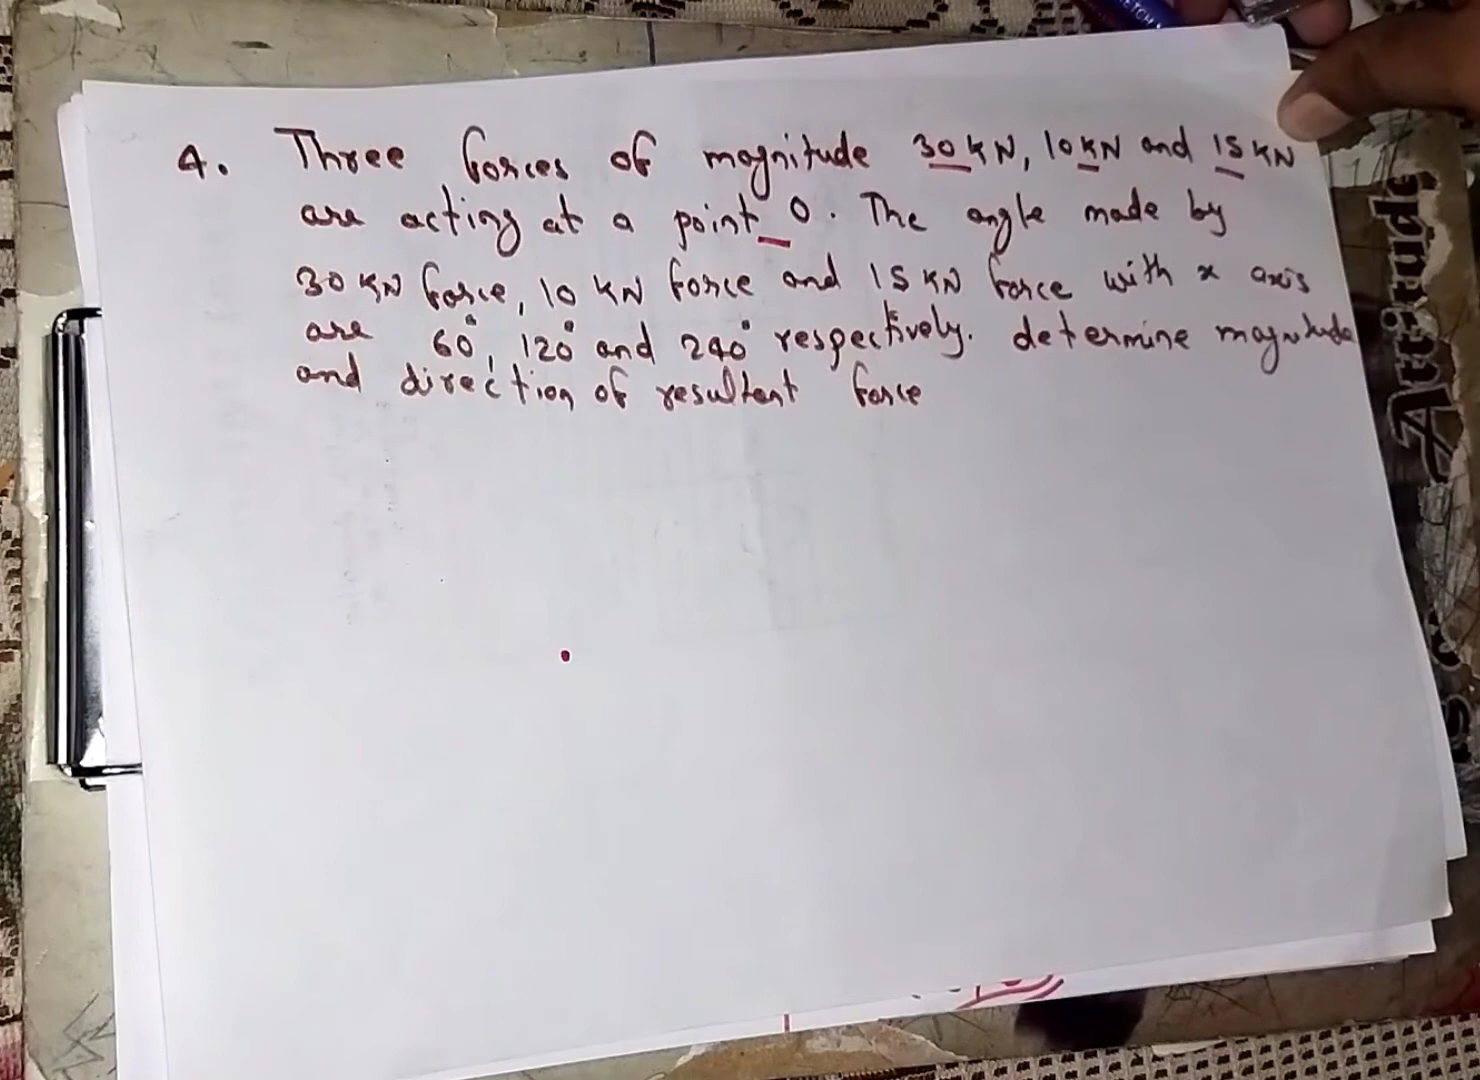 4. Three forces of magnitude 30 KN, 10 KN and 15 KN
are acting at a point O. The angle made by
30 KN force, 10 KN force and 15 KN force with x axis
are 60°, 120° and 240° respectively. determine magnitude
and direction of resultant force
Attitude